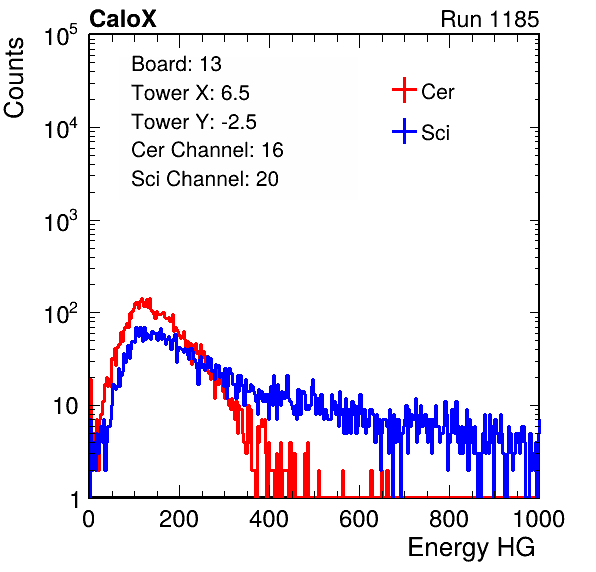 CaloX Run 1185
Board: 13
Tower X: 6.5
Tower Y: -2.5
Cer Channel: 16
Sci Channel: 20
Cer
Sci
Counts
10^5
10^4
10^3
10^2
10
1
0 200 400 600 800 1000
Energy HG